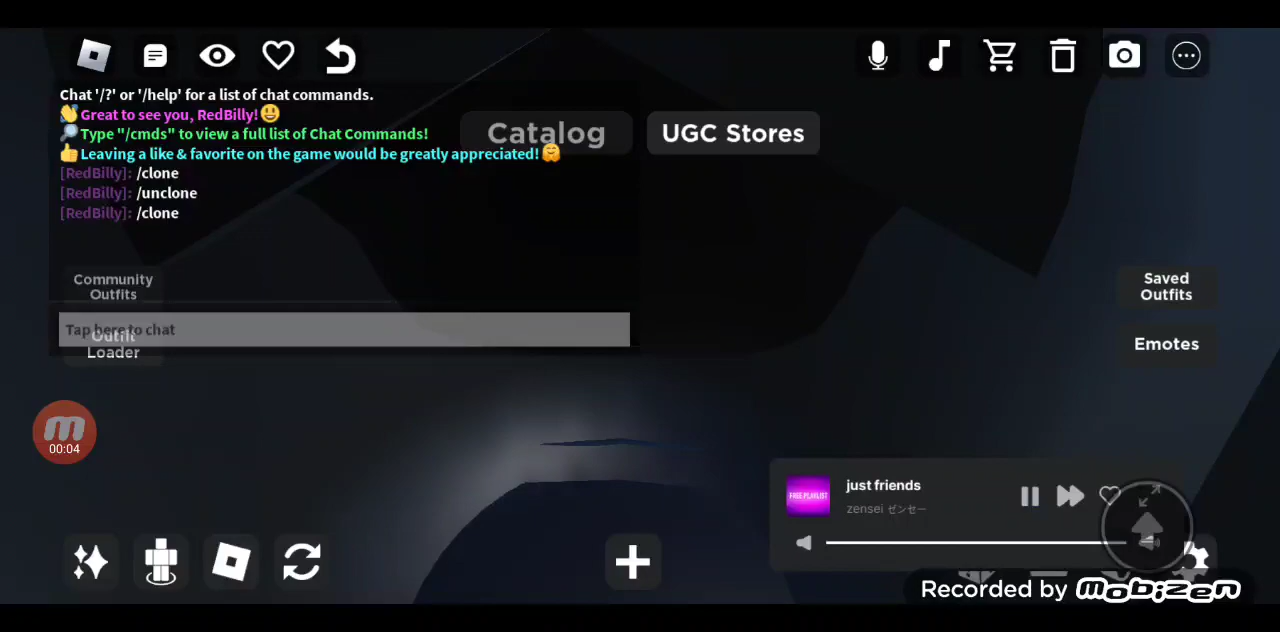 Chat '/?' or '/help' for a list of chat commands.
👋Great to see you, RedBilly!😃
🔎Type "/cmds" to view a full list of Chat Commands!
👍Leaving a like & favorite on the game would be greatly appreciated!🤗
[RedBilly]: /clone
[RedBilly]: /unclone
[RedBilly]: /clone
Catalog
UGC Stores
Community
Outfits
Tap here to chat
Outfit
Loader
Saved
Outfits
Emotes
00:04
FREE PLAYLIST
just friends
zensei ゼンセー
Recorded by mobizen